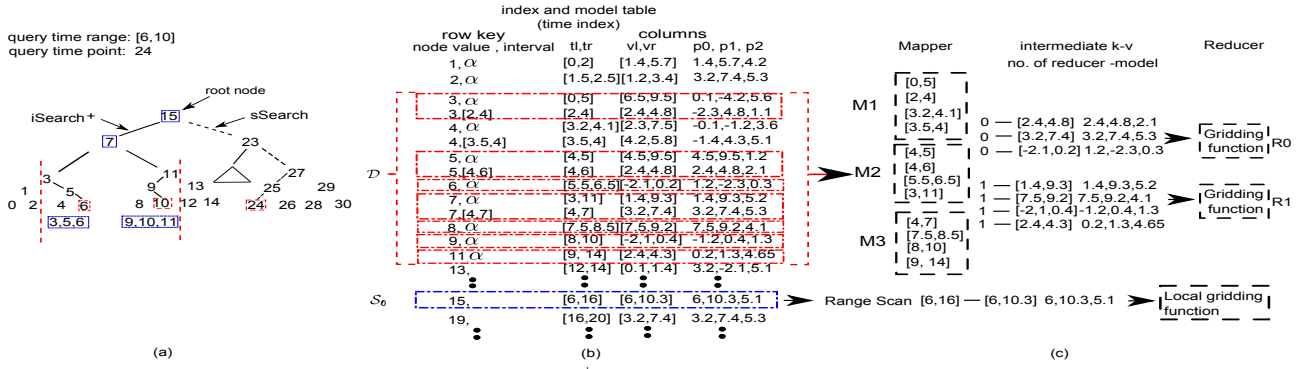 query time range: [6,10]
query time point: 24
root node
15
iSearch+
sSearch
7
23
3
11
27
1
5
9
13
25
29
0 2 4 6 8 10 12 14 24 26 28 30
3,5,6
9,10,11
(a)
index and model table
(time index)
row key columns
node value , interval tl,tr vl,vr p0, p1, p2
1, α [0,2] [1.4,5.7] 1.4,5.7,4.2
2, α [1.5,2.5] [1.2,3.4] 3.2,7.4,5.3
3, α [0,5] [6.5,9.5] 0.1,-4.2,5.6
3,[2,4] [2,4] [2.4,4.8] -2.3,4.8,1.1
4, α [3.2,4.1] [2.3,7.5] -0.1,-1.2,3.6
4,[3.5,4] [3.5,4] [4.2,5.8] -1.4,4.3,5.1
5, α [4,5] [4.5,9.5] 4.5,9.5,1.2
5,[4.6] [4,6] [2.4,4.8] 2.4,4.8,2.1
6, α [5.5,6.5] [-2.1,0.2] 1.2,-2.3,0.3
7, α [3,11] [1.4,9.3] 1.4,9.3,5.2
7,[4,7] [4,7] [3.2,7.4] 3.2,7.4,5.3
8, α [7.5,8.5] [7.5,9.2] 7.5,9.2,4.1
9, α [8,10] [-2,1,0.4] -1.2,0.4,1.3
11 α [9, 14] [2.4,4.3] 0.2,1.3,4.65
13, [12,14] [0.1,1.4] 3.2,-2.1,5.1
15, [6,16] [6,10.3] 6,10.3,5.1
19, [16,20] [3.2,7.4] 3.2,7.4,5.3
D
(b)
Mapper
intermediate k-v
no. of reducer -model
Reducer
M1
[0,5]
[2,4]
[3.2,4.1]
[3.5,4]
M2
[4,5]
[4,6]
[5.5,6.5]
[3,11]
M3
[4,7]
[7.5,8.5]
[8,10]
[9, 14]
0 — [2.4,4.8] 2.4,4.8,2.1
0 — [3.2,7.4] 3.2,7.4,5.3
0 — [-2.1,0.2] 1.2,-2.3,0.3
Gridding
function
R0
1 — [1.4,9.3] 1.4,9.3,5.2
1 — [7.5,9.2] 7.5,9.2,4.1
1 — [-2,1,0.4] -1.2,0.4,1.3
1 — [2.4,4.3] 0.2,1.3,4.65
Gridding
function
R1
Range Scan [6,16] — [6,10.3] 6,10.3,5.1
Local gridding
function
(c)